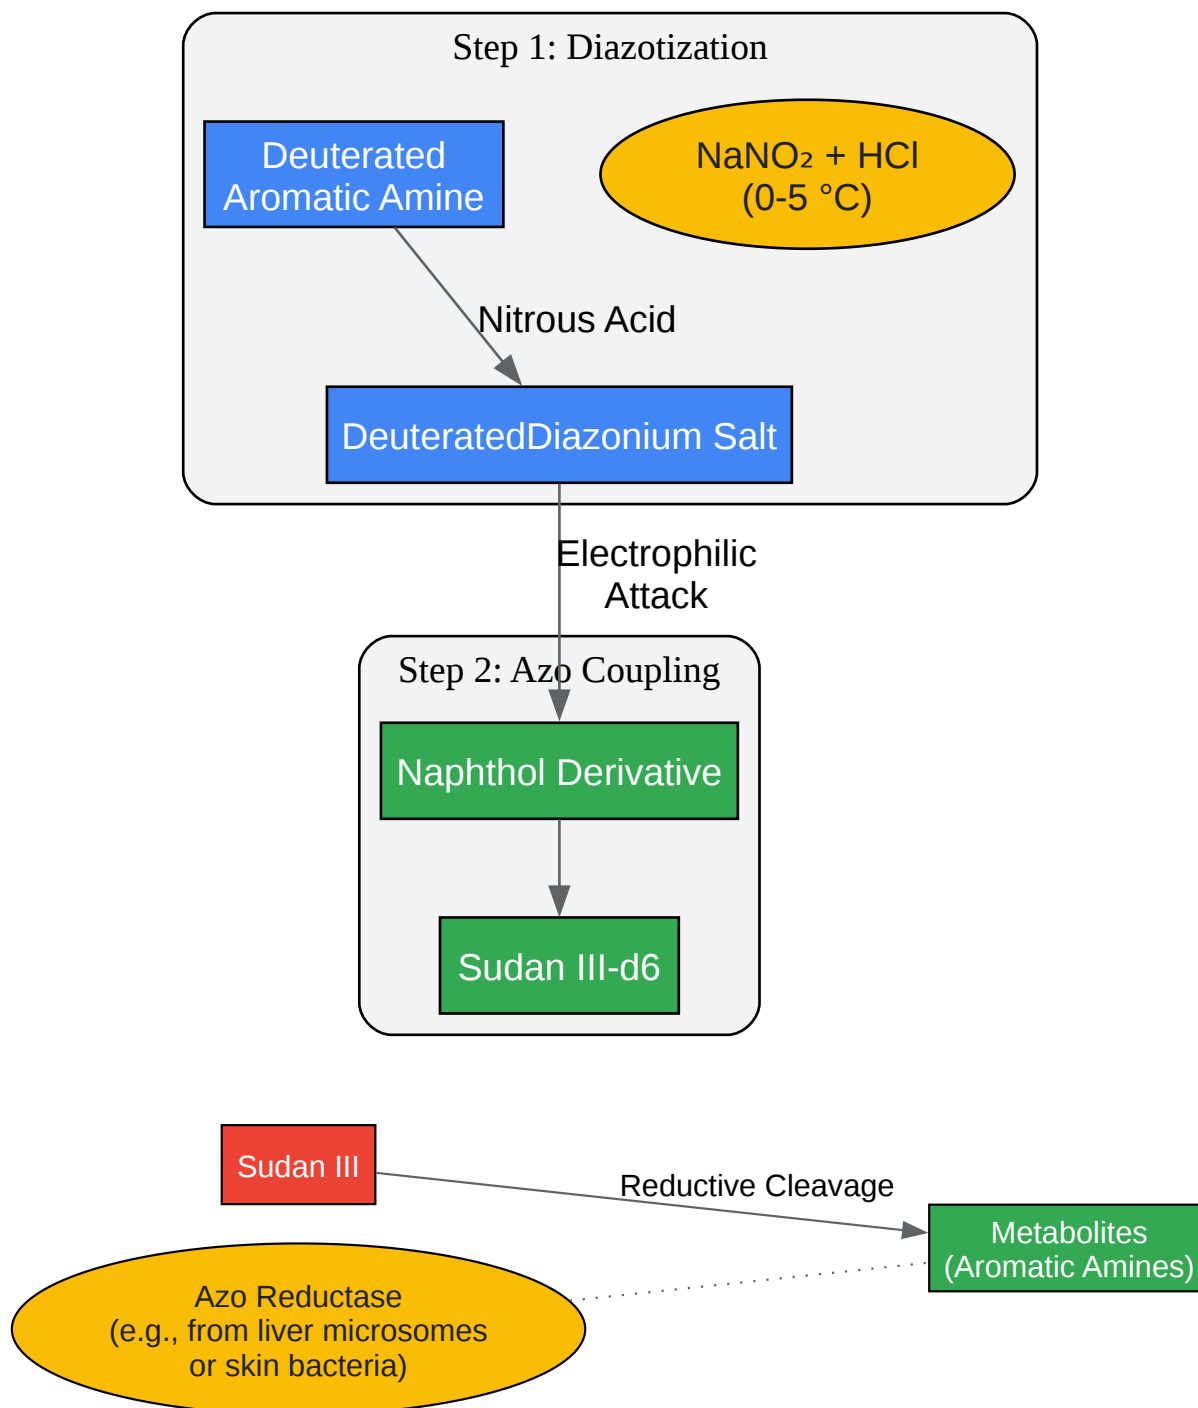 Step 1: Diazotization
Deuterated
Aromatic Amine
NaNO₂ + HCl
(0-5 °C)
Nitrous Acid
DeuteratedDiazonium Salt
Electrophilic
Attack
Step 2: Azo Coupling
Naphthol Derivative
Sudan III-d6
Sudan III
Reductive Cleavage
Metabolites
(Aromatic Amines)
Azo Reductase
(e.g., from liver microsomes
or skin bacteria)